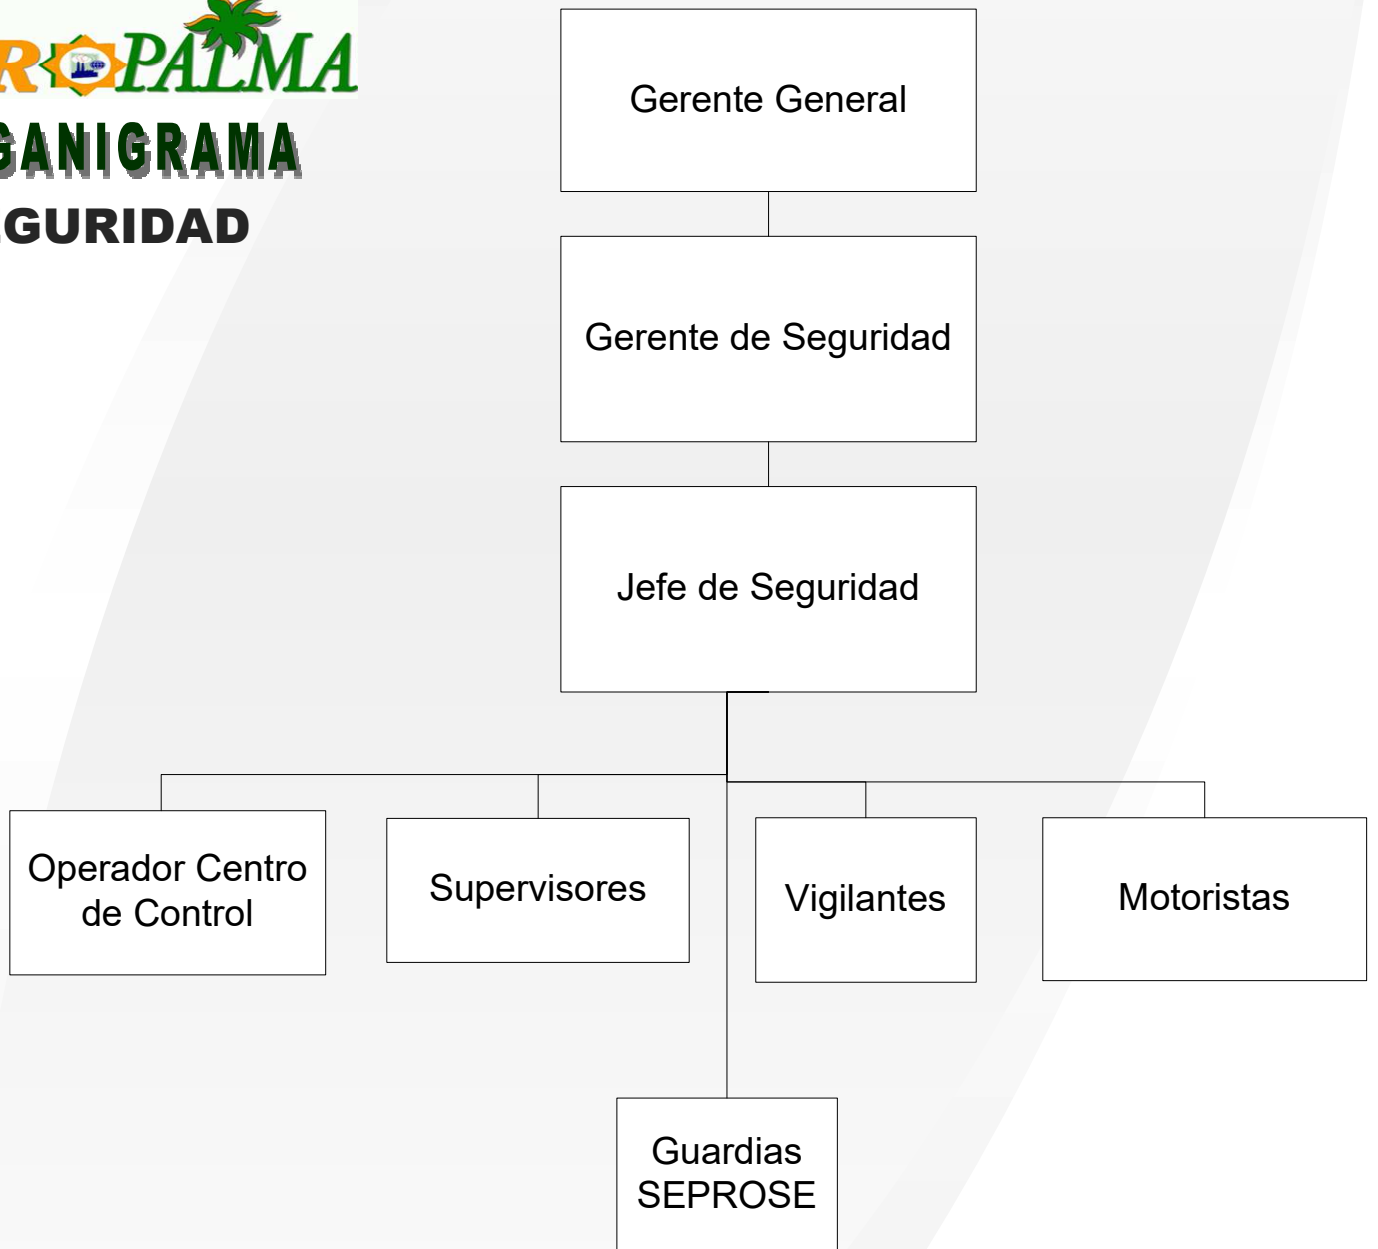 R PALMA
GANIGRAMA
GURIDAD
Gerente General
Gerente de Seguridad
Jefe de Seguridad
Operador Centro
de Control
Supervisores
Vigilantes
Motoristas
Guardias
SEPROSE